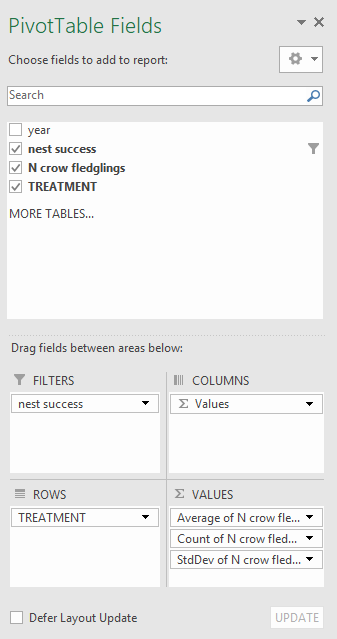 PivotTable Fields
Choose fields to add to report:
Search
year
nest success
N crow fledglings
TREATMENT
MORE TABLES...
Drag fields between areas below:
FILTERS
nest success
COLUMNS
Σ Values
ROWS
TREATMENT
Σ VALUES
Average of N crow fle...
Count of N crow fled...
StdDev of N crow fled...
Defer Layout Update
UPDATE